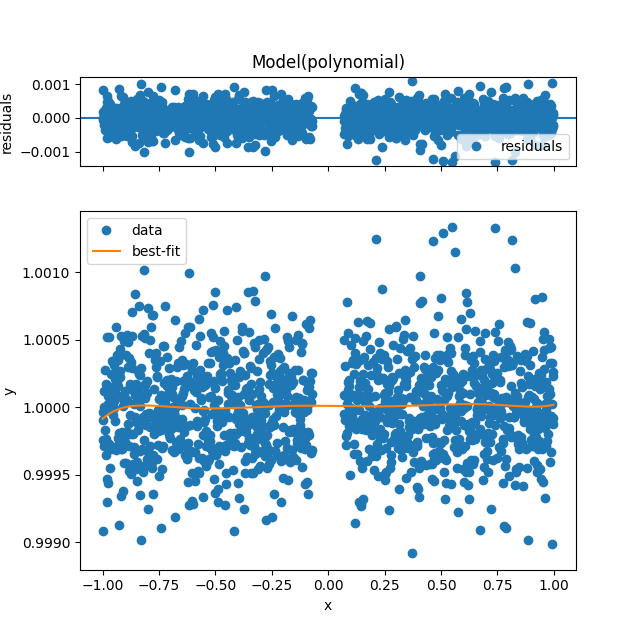 Model(polynomial)
0.001
0.000
−0.001
residuals
residuals
data
best-fit
1.0010
1.0005
1.0000
0.9995
0.9990
y
−1.00 −0.75 −0.50 −0.25 0.00 0.25 0.50 0.75 1.00
x